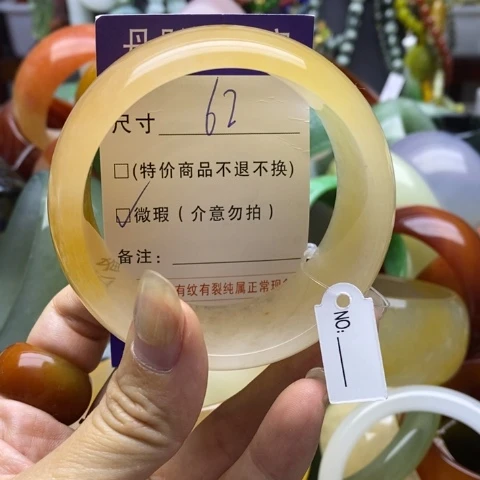 尺寸 62
□(特价商品不退不换)
☑微瑕(介意勿拍)
备注:
有纹有裂纯属正常现
NO: